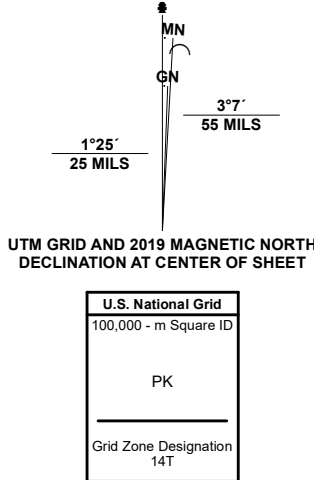 MN
GN
3°7´
55 MILS
1°25´
25 MILS
UTM GRID AND 2019 MAGNETIC NORTH
DECLINATION AT CENTER OF SHEET
U.S. National Grid
100,000 - m Square ID
PK
Grid Zone Designation
14T